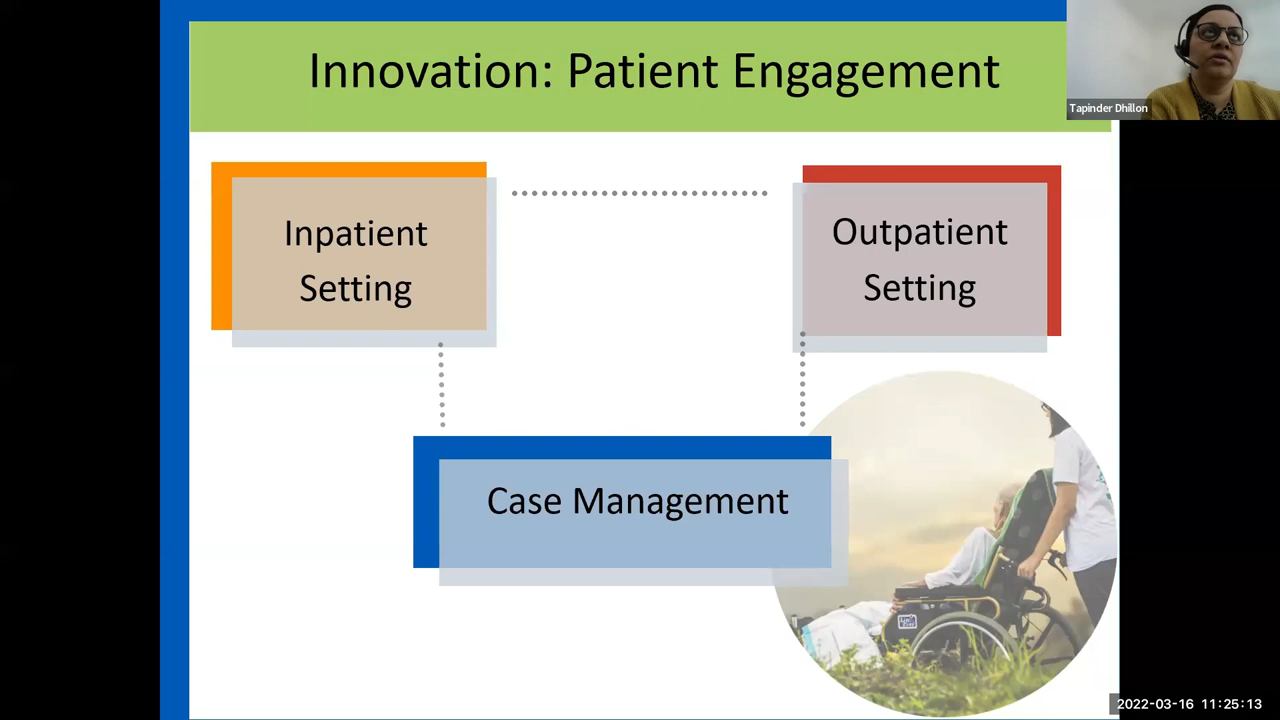 Innovation: Patient Engagement
Tapinder Dhillon
Inpatient
Setting
Outpatient
Setting
Case Management
2022-03-16 11:25:13